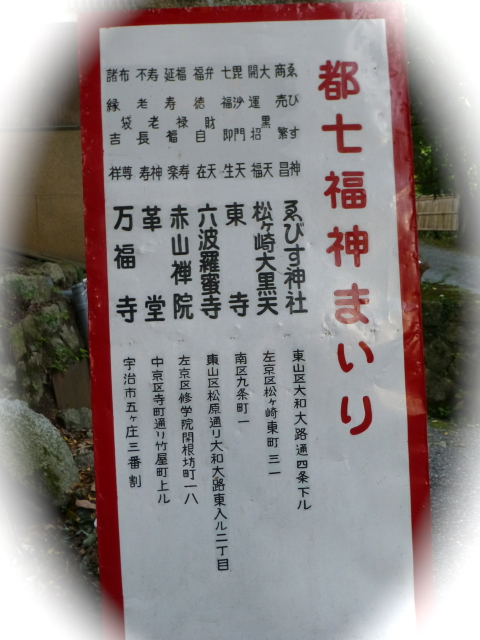 都七福神まいり
ゑびす神 商売繁昌 ゑびす神社 東山区大和大路通四条下ル
大黒天 開運招福 松ヶ崎大黒天 左京区松ヶ崎東町三一
毘沙門天 七福即生 東寺 南区九条町一
弁財天 福徳自在 六波羅蜜寺 東山区松原通り大和大路東入ル二丁目
福禄寿 延寿福楽 赤山禅院 左京区修学院関根坊町一八
寿老神 不老長寿 革堂 中京区寺町通り竹屋町上ル
布袋尊 諸縁吉祥 万福寺 宇治市五ヶ庄三番割